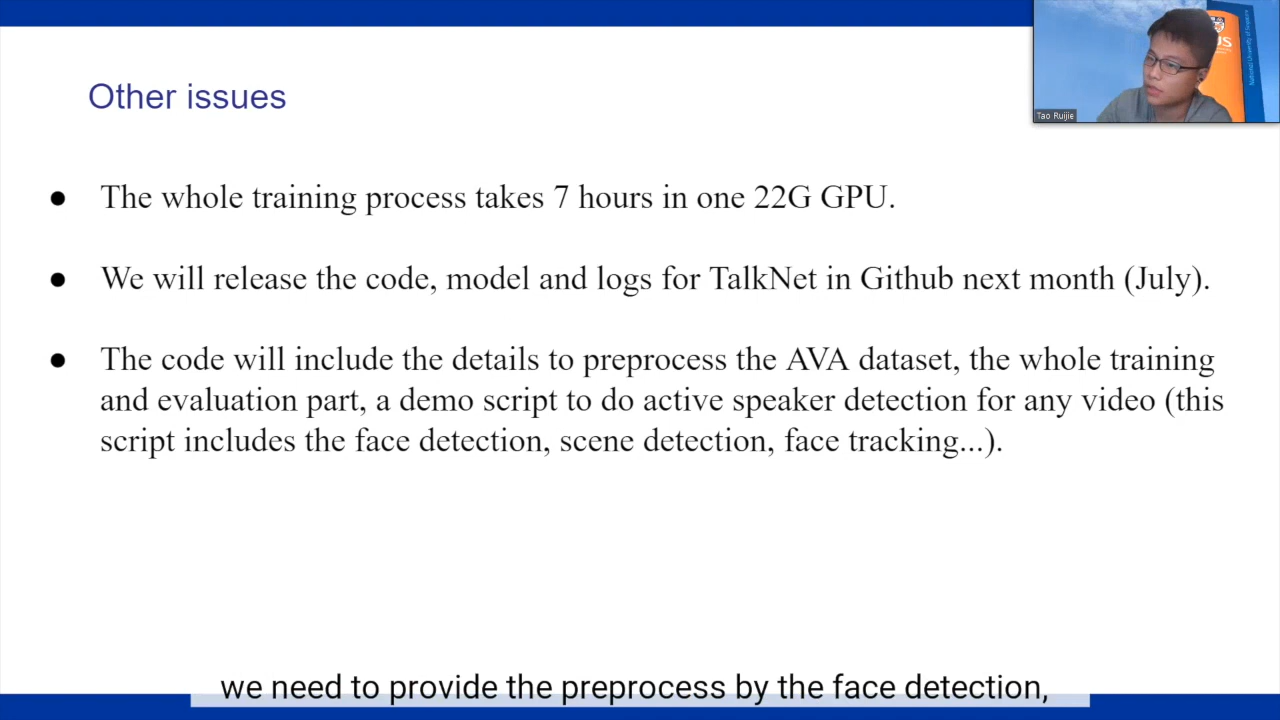 Other issues
Tao Ruijie
National University of Singapore
● The whole training process takes 7 hours in one 22G GPU.
● We will release the code, model and logs for TalkNet in Github next month (July).
● The code will include the details to preprocess the AVA dataset, the whole training
and evaluation part, a demo script to do active speaker detection for any video (this
script includes the face detection, scene detection, face tracking...).
we need to provide the preprocess by the face detection,